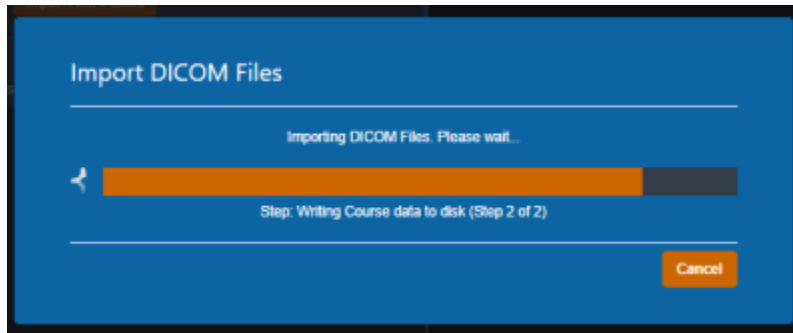 Import DICOM Files
Importing DICOM Files. Please wait...
Step: Writing Course data to disk (Step 2 of 2)
Cancel